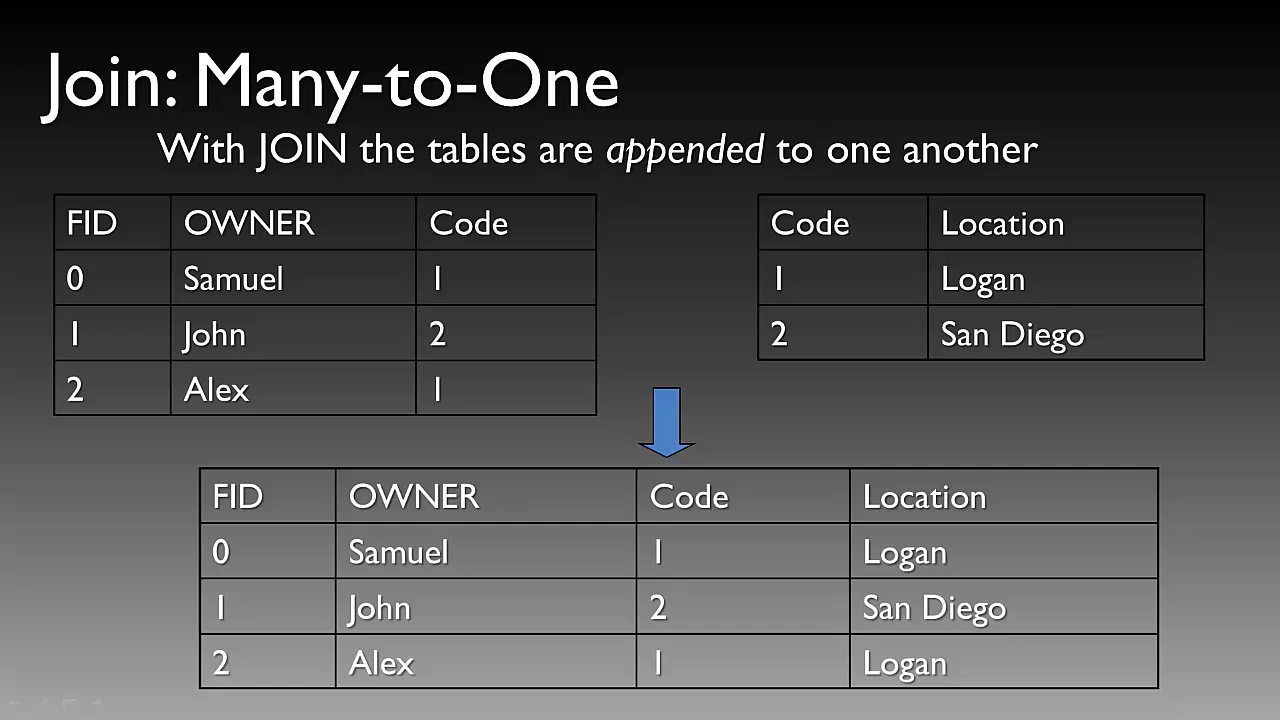 Join: Many-to-One
With JOIN the tables are appended to one another
FID OWNER Code
0 Samuel 1
1 John 2
2 Alex 1
Code Location
1 Logan
2 San Diego
FID OWNER Code Location
0 Samuel 1 Logan
1 John 2 San Diego
2 Alex 1 Logan